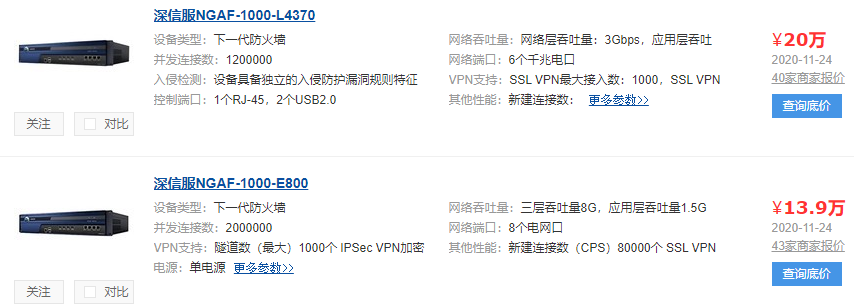 深信服NGAF-1000-L4370
设备类型：下一代防火墙 网络吞吐量：网络层吞吐量：3Gbps，应用层吞吐 ¥20万
并发连接数：1200000 网络端口：6个千兆电口 2020-11-24
入侵检测：设备具备独立的入侵防护漏洞规则特征 VPN支持：SSL VPN最大接入数：1000，SSL VPN 40家商家报价
控制端口：1个RJ-45，2个USB2.0 其他性能：新建连接数： 更多参数>> 查询底价
关注 对比
深信服NGAF-1000-E800
设备类型：下一代防火墙 网络吞吐量：三层吞吐量8G，应用层吞吐量1.5G ¥13.9万
并发连接数：2000000 网络端口：8个电网口 2020-11-24
VPN支持：隧道数（最大）1000个 IPSec VPN加密 其他性能：新建连接数（CPS）80000个 SSL VPN 43家商家报价
电源：单电源 更多参数>> 查询底价
关注 对比